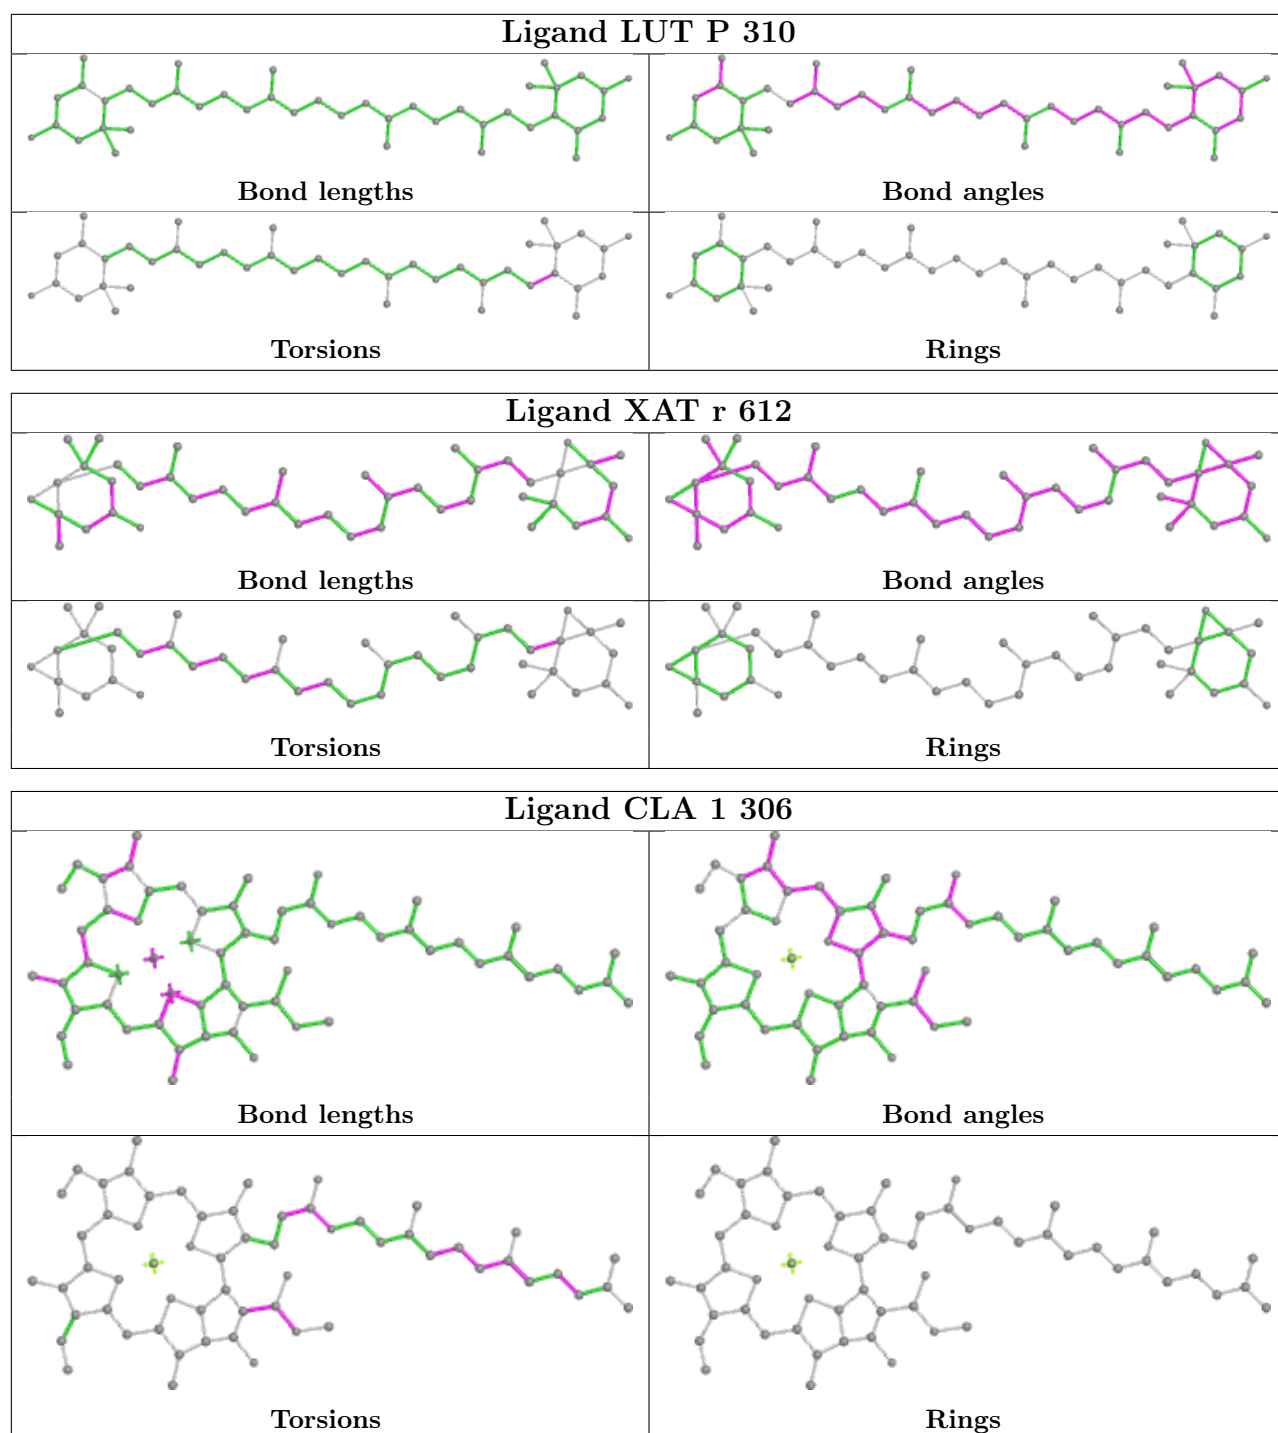 Ligand LUT P 310
Bond lengths
Bond angles
Torsions
Rings
Ligand XAT r 612
Bond lengths
Bond angles
Torsions
Rings
Ligand CLA 1 306
Bond lengths
Bond angles
Torsions
Rings